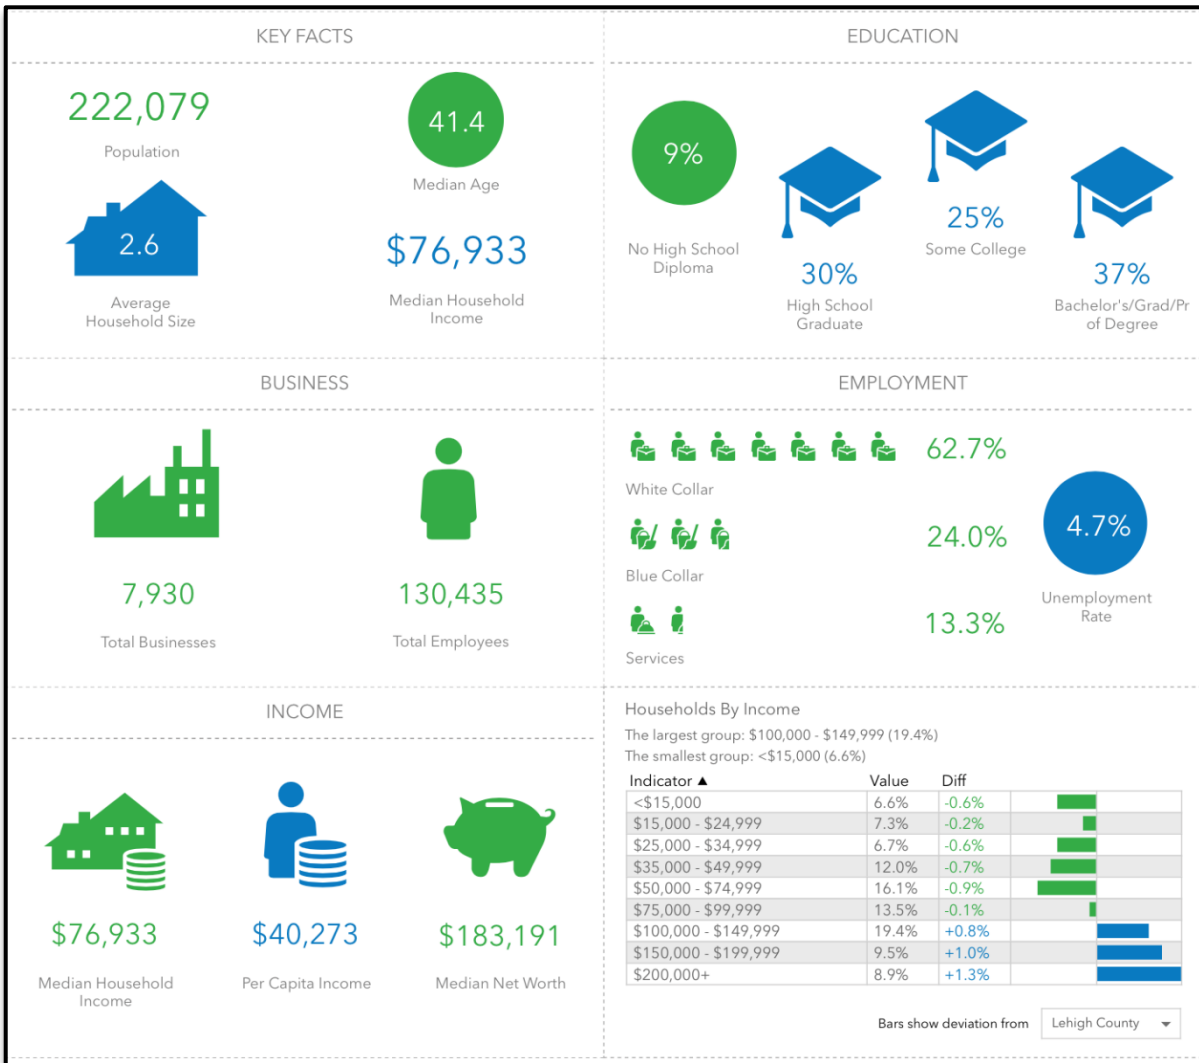 KEY FACTS
222,079
Population
41.4
Median Age
2.6
Average
Household Size
$76,933
Median Household
Income
EDUCATION
9%
No High School
Diploma
30%
High School
Graduate
25%
Some College
37%
Bachelor's/Grad/Pr
of Degree
BUSINESS
7,930
Total Businesses
130,435
Total Employees
EMPLOYMENT
62.7%
White Collar
24.0%
Blue Collar
13.3%
Services
4.7%
Unemployment
Rate
INCOME
$76,933
Median Household
Income
$40,273
Per Capita Income
$183,191
Median Net Worth
Households By Income
The largest group: $100,000 - $149,999 (19.4%)
The smallest group: <$15,000 (6.6%)
Indicator ▲ Value Diff
<$15,000 6.6% -0.6%
$15,000 - $24,999 7.3% -0.2%
$25,000 - $34,999 6.7% -0.6%
$35,000 - $49,999 12.0% -0.7%
$50,000 - $74,999 16.1% -0.9%
$75,000 - $99,999 13.5% -0.1%
$100,000 - $149,999 19.4% +0.8%
$150,000 - $199,999 9.5% +1.0%
$200,000+ 8.9% +1.3%
Bars show deviation from Lehigh County